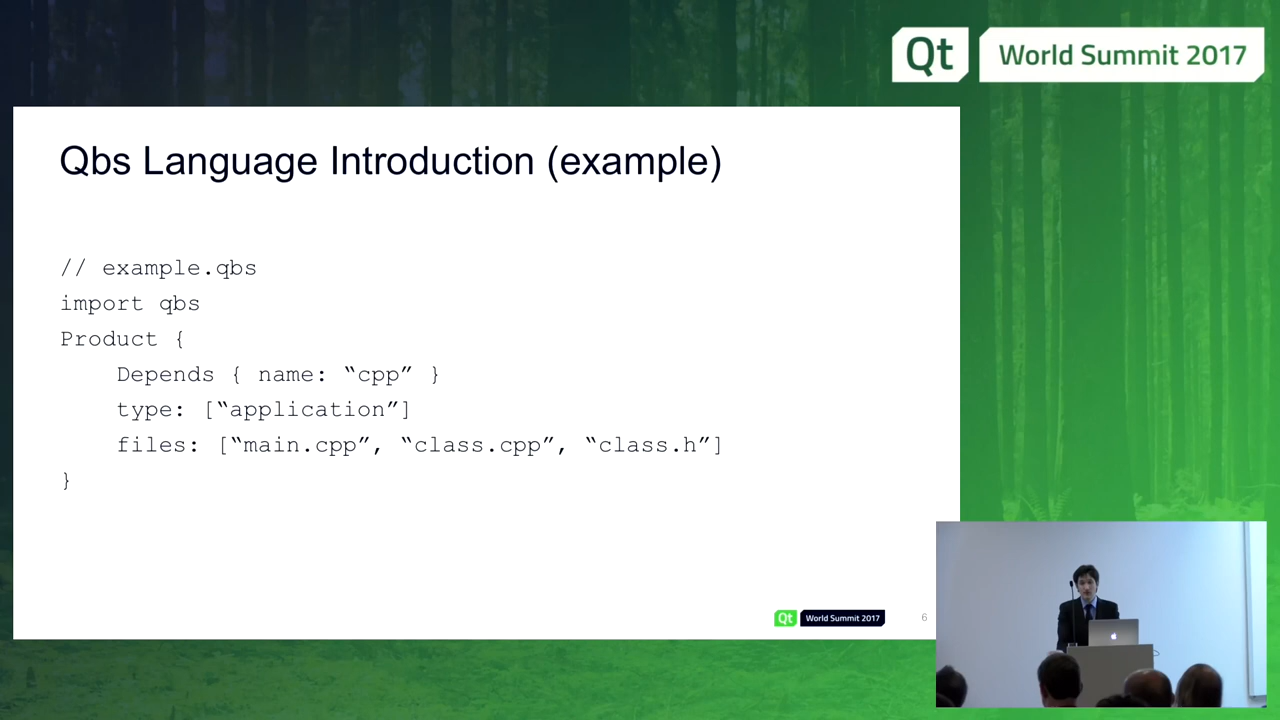 Qt World Summit 2017
Qbs Language Introduction (example)
// example.qbs
import qbs
Product {
    Depends { name: “cpp” }
    type: [“application”]
    files: [“main.cpp”, “class.cpp”, “class.h”]
}
Qt World Summit 2017 6